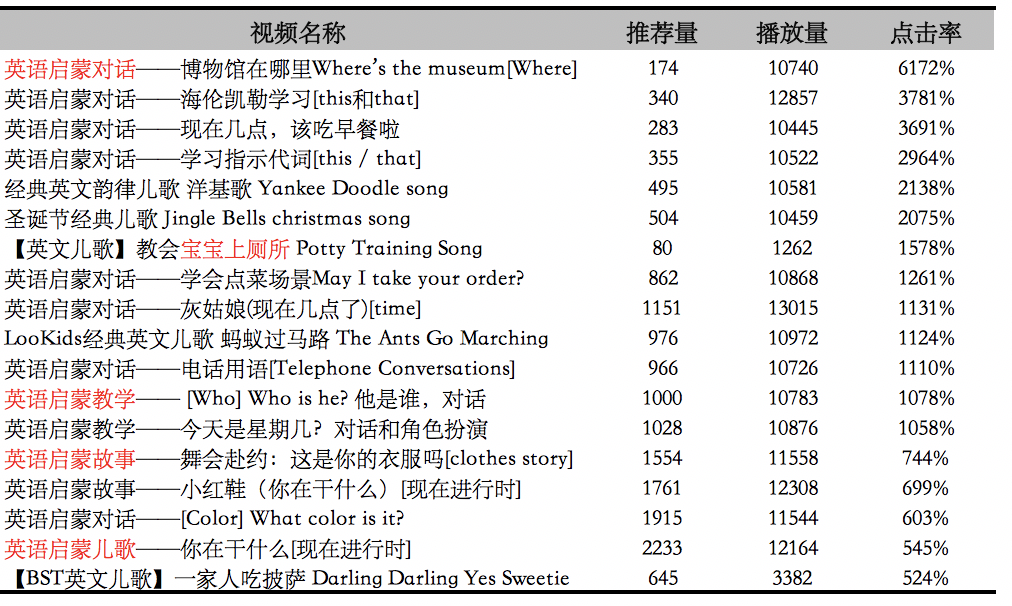 视频名称 推荐量 播放量 点击率
英语启蒙对话——博物馆在哪里Where's the museum[Where] 174 10740 6172%
英语启蒙对话——海伦凯勒学习[this和that] 340 12857 3781%
英语启蒙对话——现在几点，该吃早餐啦 283 10445 3691%
英语启蒙对话——学习指示代词[this / that] 355 10522 2964%
经典英文韵律儿歌 洋基歌 Yankee Doodle song 495 10581 2138%
圣诞节经典儿歌 Jingle Bells christmas song 504 10459 2075%
【英文儿歌】教会宝宝上厕所 Potty Training Song 80 1262 1578%
英语启蒙对话——学会点菜场景May I take your order? 862 10868 1261%
英语启蒙对话——灰姑娘(现在几点了)[time] 1151 13015 1131%
LooKids经典英文儿歌 蚂蚁过马路 The Ants Go Marching 976 10972 1124%
英语启蒙对话——电话用语[Telephone Conversations] 966 10726 1110%
英语启蒙教学—— [Who] Who is he? 他是谁，对话 1000 10783 1078%
英语启蒙教学——今天是星期几？对话和角色扮演 1028 10876 1058%
英语启蒙故事——舞会赴约：这是你的衣服吗[clothes story] 1554 11558 744%
英语启蒙故事——小红鞋（你在干什么）[现在进行时] 1761 12308 699%
英语启蒙对话——[Color] What color is it? 1915 11544 603%
英语启蒙儿歌——你在干什么[现在进行时] 2233 12164 545%
【BST英文儿歌】一家人吃披萨 Darling Darling Yes Sweetie 645 3382 524%